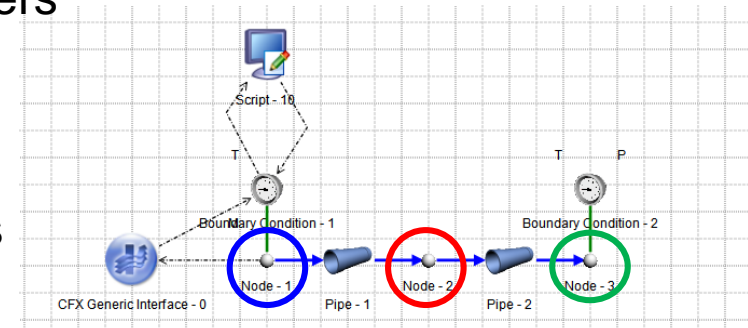 ers
Script - 10
T
T P
Boundary Condition - 1
M
Boundary Condition - 2
s
Node - 1
Node - 2
Node - 3
CFX Generic Interface - 0
Pipe - 1
Pipe - 2